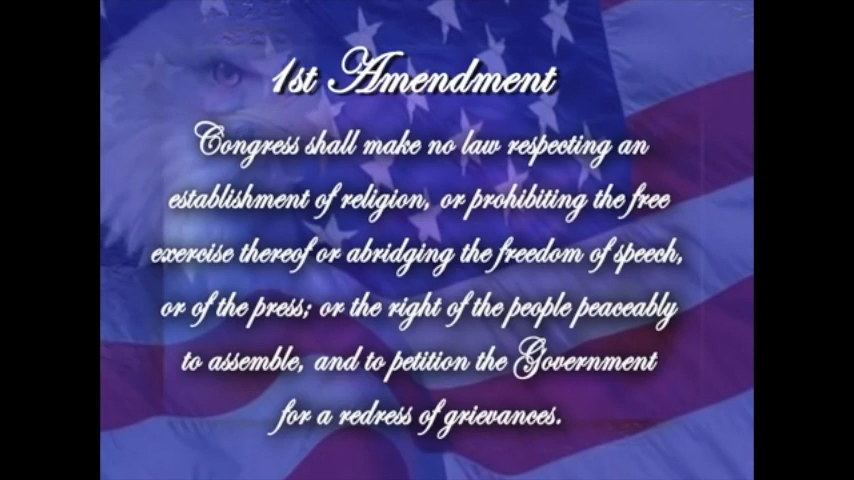 1st Amendment
Congress shall make no law respecting an
establishment of religion, or prohibiting the free
exercise thereof or abridging the freedom of speech,
or of the press; or the right of the people peaceably
to assemble, and to petition the Government
for a redress of grievances.